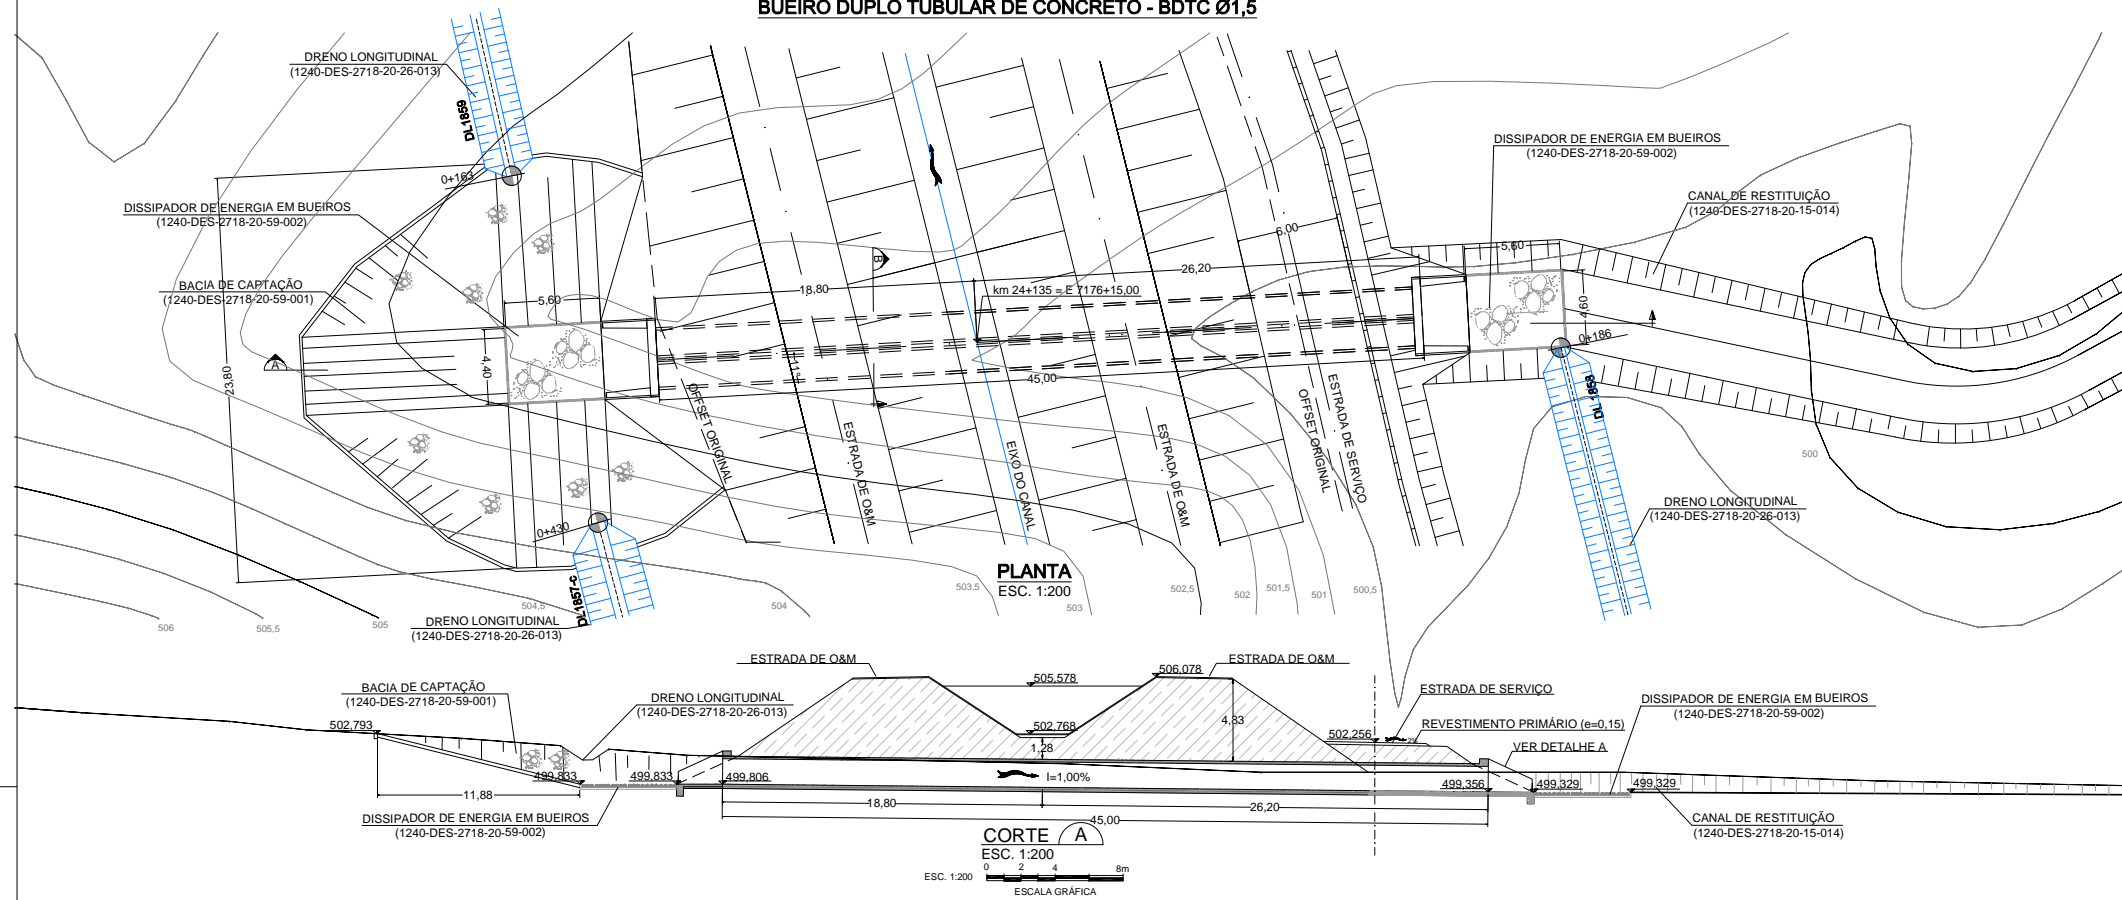 BUEIRO DUPLO TUBULAR DE CONCRETO - BDTC Ø1,5
DRENO LONGITUDINAL
(1240-DES-2718-20-26-013)
DL1859
0+163
DISSIPADOR DE ENERGIA EM BUEIROS
(1240-DES-2718-20-59-002)
BACIA DE CAPTAÇÃO
(1240-DES-2718-20-59-001)
23,80
A
5,60
4,40
18,80
B
km 24+135 = E 7176+15,00
26,20
6,00
45,00
11°
OFFSET ORIGINAL
ESTRADA DE O&M
EIXO DO CANAL
ESTRADA DE O&M
OFFSET ORIGINAL
ESTRADA DE SERVIÇO
DISSIPADOR DE ENERGIA EM BUEIROS
(1240-DES-2718-20-59-002)
CANAL DE RESTITUIÇÃO
(1240-DES-2718-20-15-014)
5,60
4,60
A
0+186
DL 1858
500
DRENO LONGITUDINAL
(1240-DES-2718-20-26-013)
0+430
DL1857-c
DRENO LONGITUDINAL
(1240-DES-2718-20-26-013)
506
505,5
505
504,5
504
503,5
503
502,5
502
501,5
501
500,5
PLANTA
ESC. 1:200
ESTRADA DE O&M
505,578
506,078
ESTRADA DE O&M
BACIA DE CAPTAÇÃO
(1240-DES-2718-20-59-001)
DRENO LONGITUDINAL
(1240-DES-2718-20-26-013)
502,793
502,768
1,28
4,83
ESTRADA DE SERVIÇO
502,256
REVESTIMENTO PRIMÁRIO (e=0,15)
VER DETALHE A
DISSIPADOR DE ENERGIA EM BUEIROS
(1240-DES-2718-20-59-002)
499,833
499,833
499,806
I=1,00%
499,356
499,329
499,329
11,88
18,80
26,20
45,00
DISSIPADOR DE ENERGIA EM BUEIROS
(1240-DES-2718-20-59-002)
CANAL DE RESTITUIÇÃO
(1240-DES-2718-20-15-014)
CORTE A
ESC. 1:200
ESC. 1:200
0 2 4 8m
ESCALA GRÁFICA